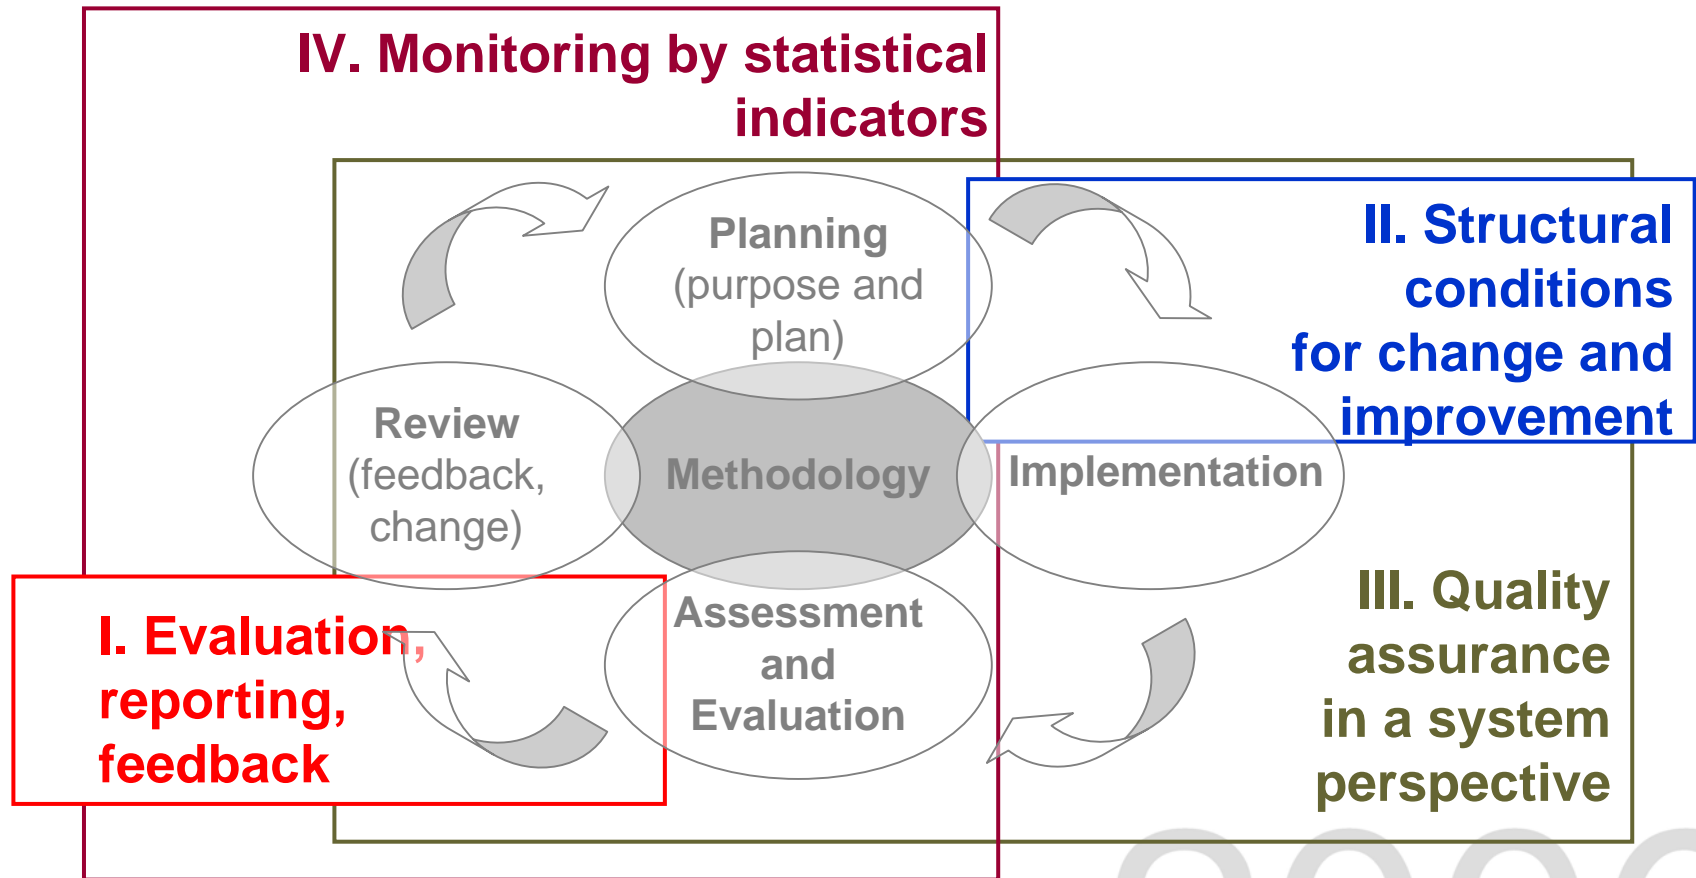 IV. Monitoring by statistical
indicators
Planning
(purpose and
plan)
II. Structural
conditions
for change and
improvement
Review
(feedback,
change)
Methodology
Implementation
I. Evaluation,
reporting,
feedback
Assessment
and
Evaluation
III. Quality
assurance
in a system
perspective